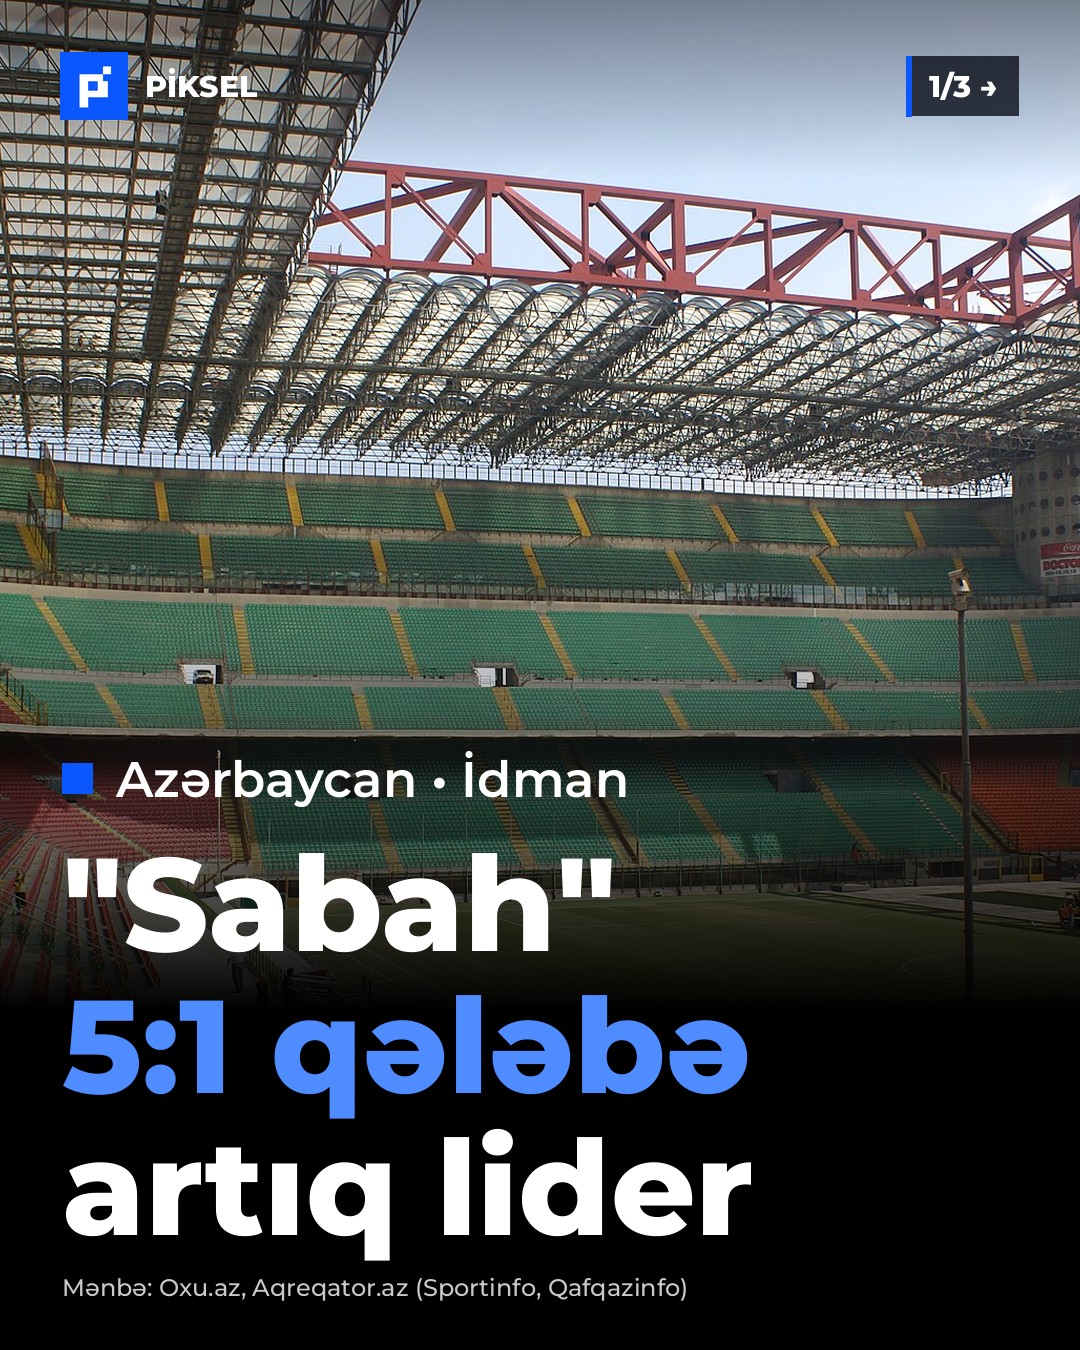 PİKSEL
1/3 →
Azərbaycan • İdman
"Sabah"
5:1 qələbə
artıq lider
Mənbə: Oxu.az, Aqreqator.az (Sportinfo, Qafqazinfo)